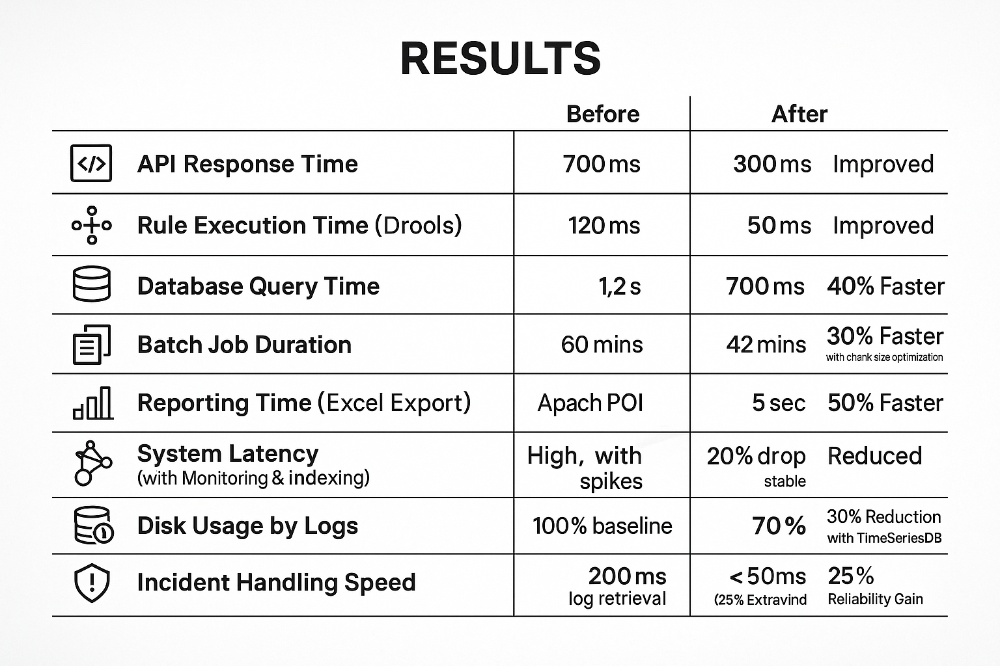 RESULTS
Before After
API Response Time 700 ms 300 ms Improved
Rule Execution Time (Drools) 120 ms 50 ms Improved
Database Query Time 1,2 s 700 ms 40% Faster
Batch Job Duration 60 mins 42 mins 30% Faster
with chank size optimization
Reporting Time (Excel Export) Apach POI 5 sec 50% Faster
System Latency High, with 20% drop Reduced
(with Monitoring & indexing) spikes stable
Disk Usage by Logs 100% baseline 70% 30% Reduction
with TimeSeriesDB
Incident Handling Speed 200 ms < 50ms 25%
log retrieval (25% Extravind Reliability Gain